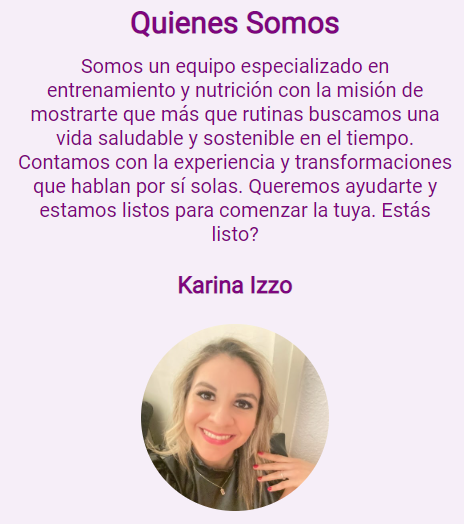 Quienes Somos
Somos un equipo especializado en
entrenamiento y nutrición con la misión de
mostrarte que más que rutinas buscamos una
vida saludable y sostenible en el tiempo.
Contamos con la experiencia y transformaciones
que hablan por sí solas. Queremos ayudarte y
estamos listos para comenzar la tuya. Estás
listo?
Karina Izzo